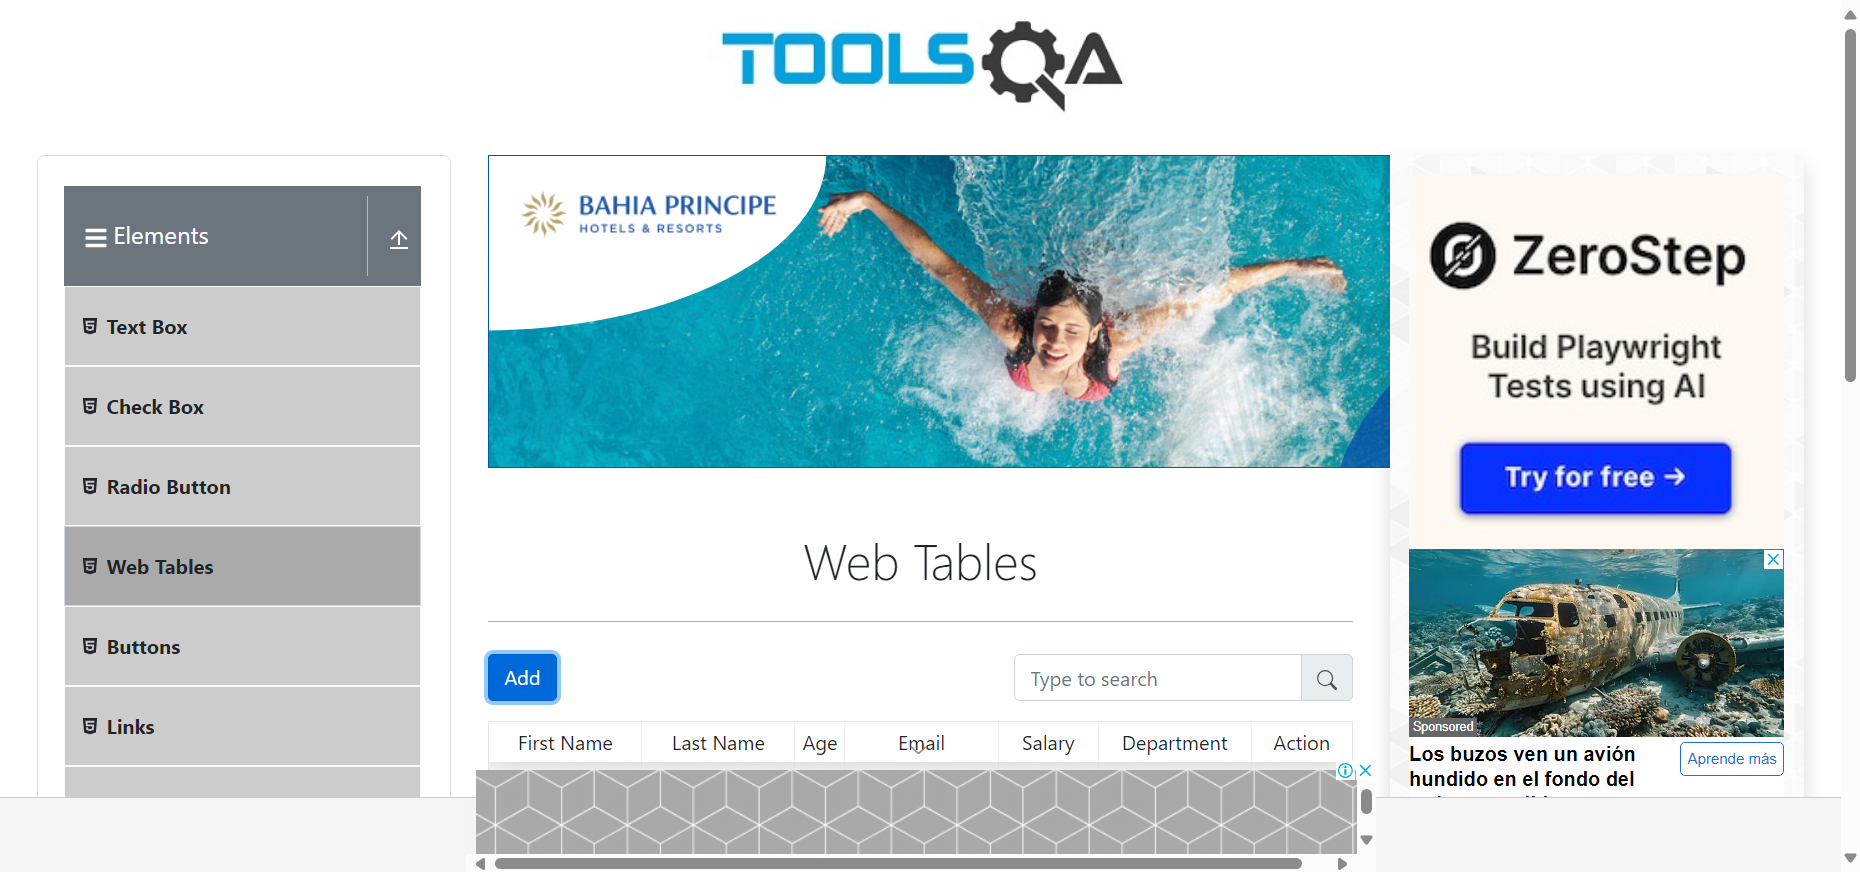 TOOLSQA
Elements
Text Box
Check Box
Radio Button
Web Tables
Buttons
Links
BAHIA PRINCIPE
HOTELS & RESORTS
Web Tables
Add
Type to search
First Name Last Name Age Email Salary Department Action
ZeroStep
Build Playwright
Tests using AI
Try for free →
Sponsored
Los buzos ven un avión
hundido en el fondo del
Aprende más